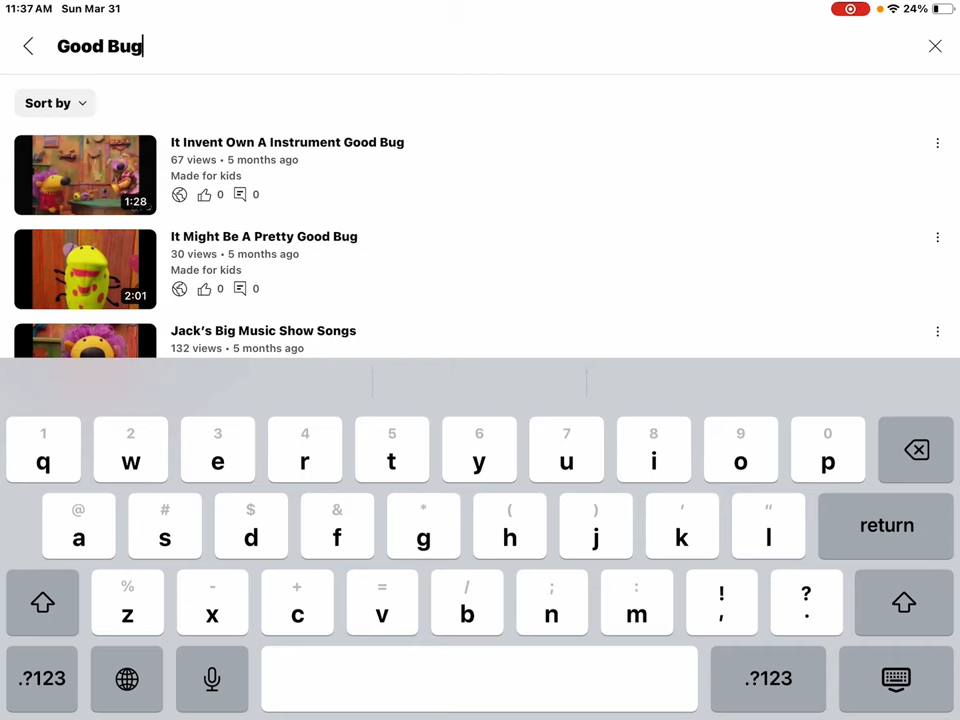 11:37 AM Sun Mar 31 24%
Good Bug
Sort by
It Invent Own A Instrument Good Bug
67 views • 5 months ago
Made for kids
0 0
1:28
It Might Be A Pretty Good Bug
30 views • 5 months ago
Made for kids
0 0
2:01
Jack's Big Music Show Songs
132 views • 5 months ago
1 2 3 4 5 6 7 8 9 0
q w e r t y u i o p
@ # $ & * ( ) ' "
a s d f g h j k l return
% - + = / ; : ! ?
z x c v b n m , .
.?123 .?123